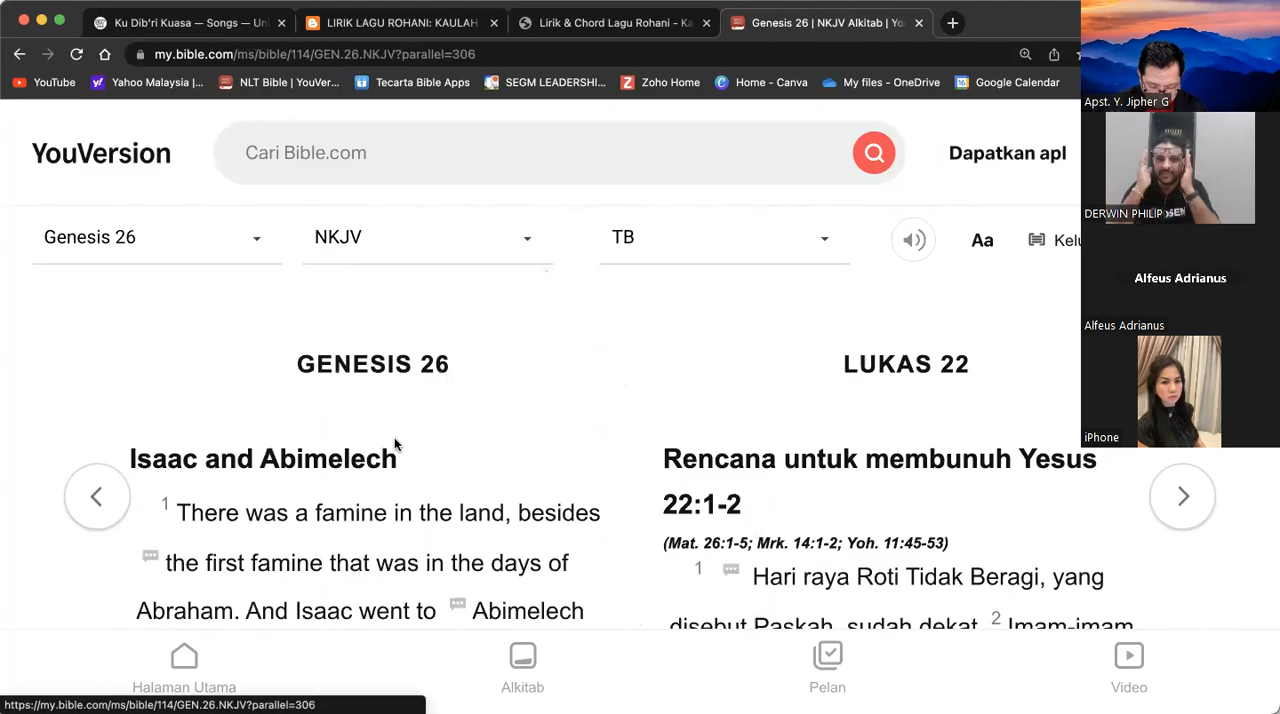 Ku Dib'ri Kuasa — Songs — Unl
LIRIK LAGU ROHANI: KAULAH
Lirik & Chord Lagu Rohani - Ka
Genesis 26 | NKJV Alkitab | Yo
my.bible.com/ms/bible/114/GEN.26.NKJV?parallel=306
YouTube
Yahoo Malaysia |...
NLT Bible | YouVer...
Tecarta Bible Apps
SEGM LEADERSHI...
Zoho Home
Home - Canva
My files - OneDrive
Google Calendar
Apst. Y. Jipher G
YouVersion
Cari Bible.com
Dapatkan apl
DERWIN PHILIP
Genesis 26
NKJV
TB
Aa
Kelu
Alfeus Adrianus
Alfeus Adrianus
GENESIS 26
LUKAS 22
iPhone
Isaac and Abimelech
1 There was a famine in the land, besides
the first famine that was in the days of
Abraham. And Isaac went to Abimelech
Rencana untuk membunuh Yesus
22:1-2
(Mat. 26:1-5; Mrk. 14:1-2; Yoh. 11:45-53)
1 Hari raya Roti Tidak Beragi, yang
disebut Paskah, sudah dekat. 2 Imam-imam
Halaman Utama
Alkitab
Pelan
Video
https://my.bible.com/ms/bible/114/GEN.26.NKJV?parallel=306